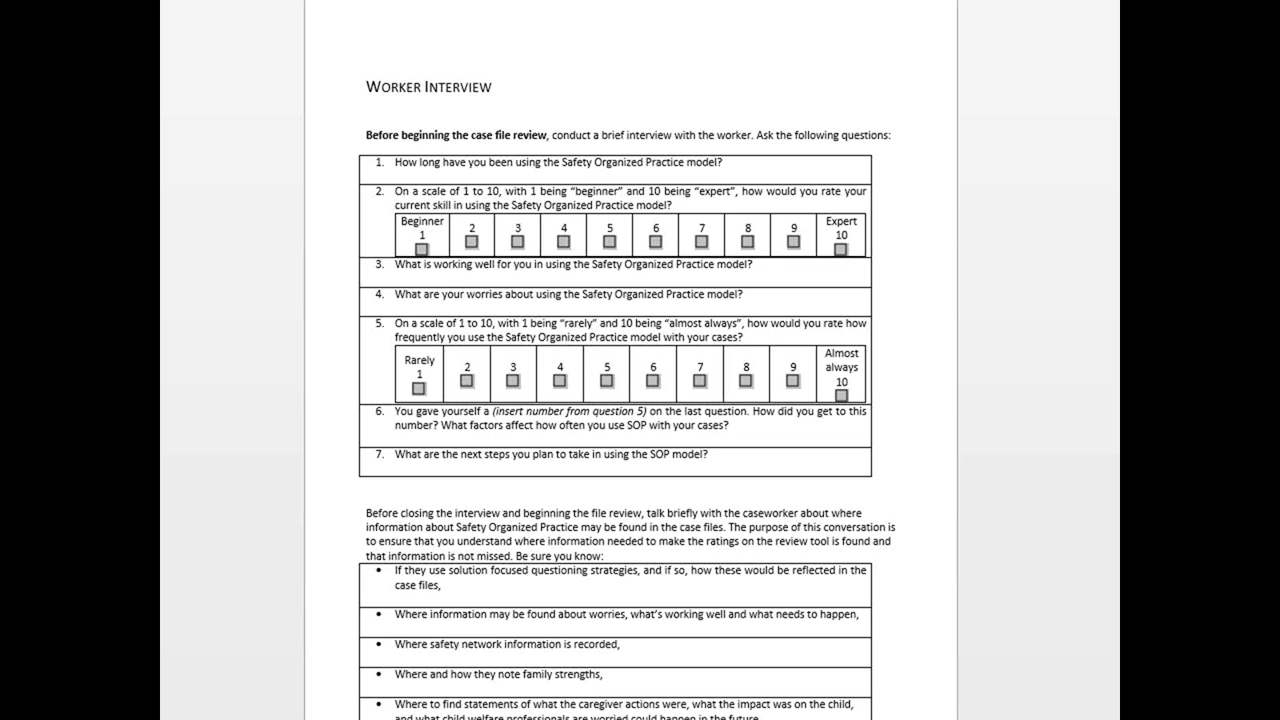 WORKER INTERVIEW
Before beginning the case file review, conduct a brief interview with the worker. Ask the following questions:
1. How long have you been using the Safety Organized Practice model?
2. On a scale of 1 to 10, with 1 being “beginner” and 10 being “expert”, how would you rate your
current skill in using the Safety Organized Practice model?
Beginner 1 2 3 4 5 6 7 8 9 Expert 10
3. What is working well for you in using the Safety Organized Practice model?
4. What are your worries about using the Safety Organized Practice model?
5. On a scale of 1 to 10, with 1 being “rarely” and 10 being “almost always”, how would you rate how
frequently you use the Safety Organized Practice model with your cases?
Rarely 1 2 3 4 5 6 7 8 9 Almost always 10
6. You gave yourself a (insert number from question 5) on the last question. How did you get to this
number? What factors affect how often you use SOP with your cases?
7. What are the next steps you plan to take in using the SOP model?
Before closing the interview and beginning the file review, talk briefly with the caseworker about where
information about Safety Organized Practice may be found in the case files. The purpose of this conversation is
to ensure that you understand where information needed to make the ratings on the review tool is found and
that information is not missed. Be sure you know:
• If they use solution focused questioning strategies, and if so, how these would be reflected in the
case files,
• Where information may be found about worries, what’s working well and what needs to happen,
• Where safety network information is recorded,
• Where and how they note family strengths,
• Where to find statements of what the caregiver actions were, what the impact was on the child,
and what child welfare professionals are worried could happen in the future